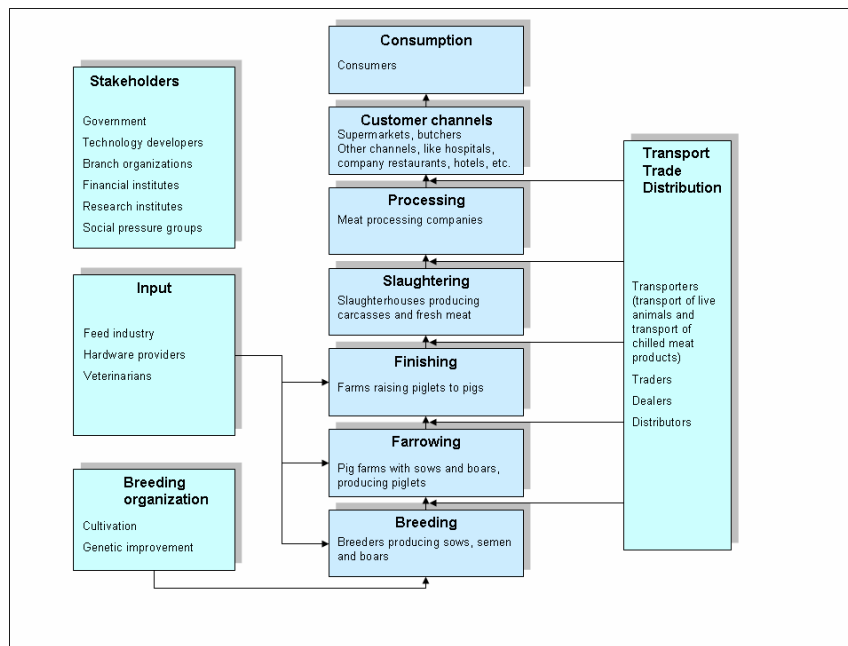 Stakeholders
Government
Technology developers
Branch organizations
Financial institutes
Research institutes
Social pressure groups
Input
Feed industry
Hardware providers
Veterinarians
Breeding
organization
Cultivation
Genetic improvement
Consumption
Consumers
Customer channels
Supermarkets, butchers
Other channels, like hospitals,
company restaurants, hotels, etc.
Processing
Meat processing companies
Slaughtering
Slaughterhouses producing
carcasses and fresh meat
Finishing
Farms raising piglets to pigs
Farrowing
Pig farms with sows and boars,
producing piglets
Breeding
Breeders producing sows, semen
and boars
Transport
Trade
Distribution
Transporters
(transport of live
animals and
transport of
chilled meat
products)
Traders
Dealers
Distributors